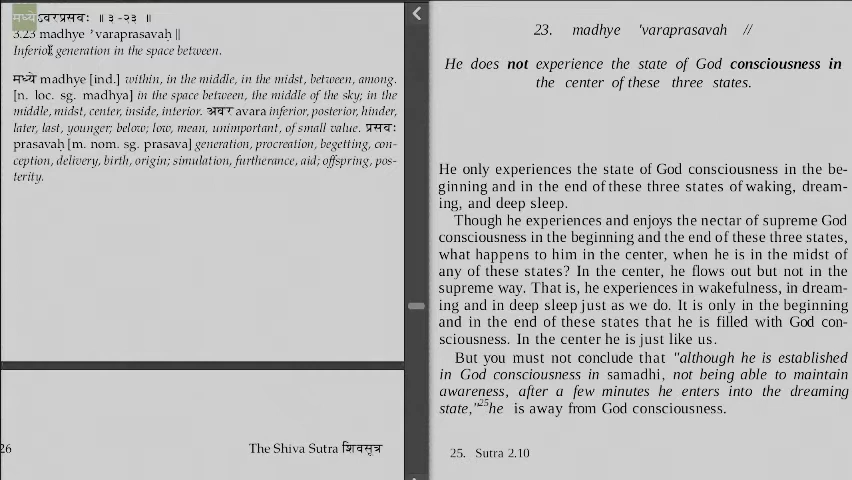 मध्येऽवरप्रसवः ॥ ३-२३ ॥
3.23 madhye ’varaprasavaḥ ||
Inferior generation in the space between.
मध्ये madhye [ind.] within, in the middle, in the midst, between, among.
[n. loc. sg. madhya] in the space between, the middle of the sky; in the
middle, midst, center, inside, interior. अवर avara inferior, posterior, hinder,
later, last, younger; below; low, mean, unimportant, of small value. प्रसवः
prasavaḥ [m. nom. sg. prasava] generation, procreation, begetting, con-
ception, delivery, birth, origin; simulation, furtherance, aid; offspring, pos-
terity.
26
The Shiva Sutra शिवसूत्र
23. madhye 'varaprasavah //
He does not experience the state of God consciousness in
the center of these three states.
He only experiences the state of God consciousness in the be-
ginning and in the end of these three states of waking, dream-
ing, and deep sleep.
Though he experiences and enjoys the nectar of supreme God
consciousness in the beginning and the end of these three states,
what happens to him in the center, when he is in the midst of
any of these states? In the center, he flows out but not in the
supreme way. That is, he experiences in wakefulness, in dream-
ing and in deep sleep just as we do. It is only in the beginning
and in the end of these states that he is filled with God con-
sciousness. In the center he is just like us.
But you must not conclude that "although he is established
in God consciousness in samadhi, not being able to maintain
awareness, after a few minutes he enters into the dreaming
state,"25 he is away from God consciousness.
25. Sutra 2.10